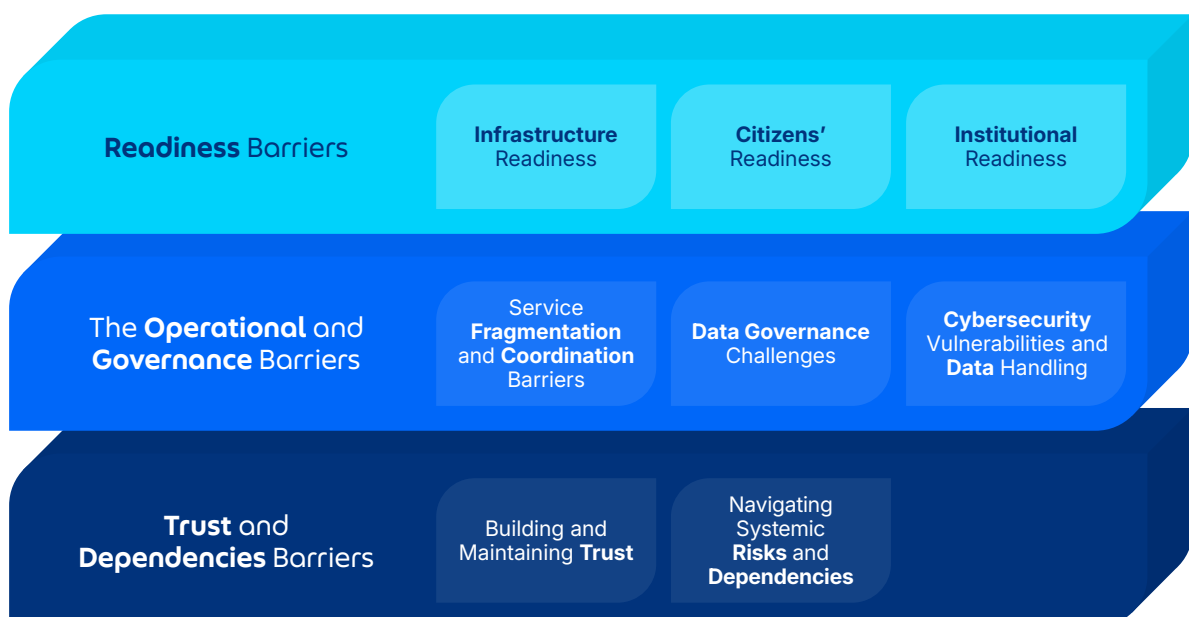 Readiness Barriers
Infrastructure
Readiness
Citizens’
Readiness
Institutional
Readiness
The Operational and
Governance Barriers
Service
Fragmentation
and Coordination
Barriers
Data Governance
Challenges
Cybersecurity
Vulnerabilities and
Data Handling
Trust and
Dependencies Barriers
Building and
Maintaining Trust
Navigating
Systemic
Risks and
Dependencies